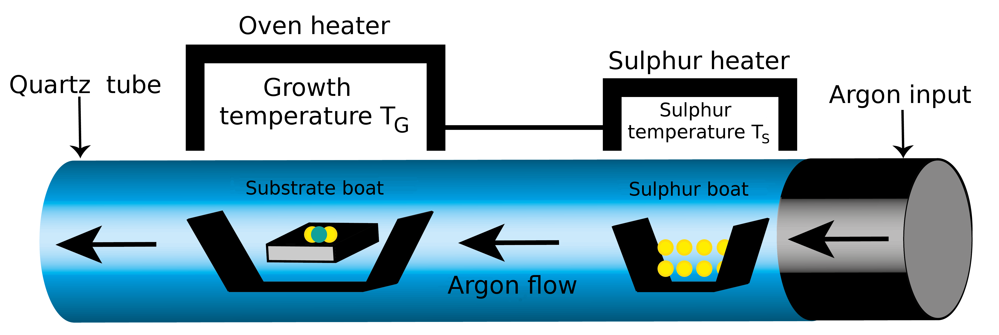 Oven heater
Growth
temperature TG
Quartz tube
Sulphur heater
Sulphur
temperature TS
Argon input
Substrate boat
Sulphur boat
Argon flow